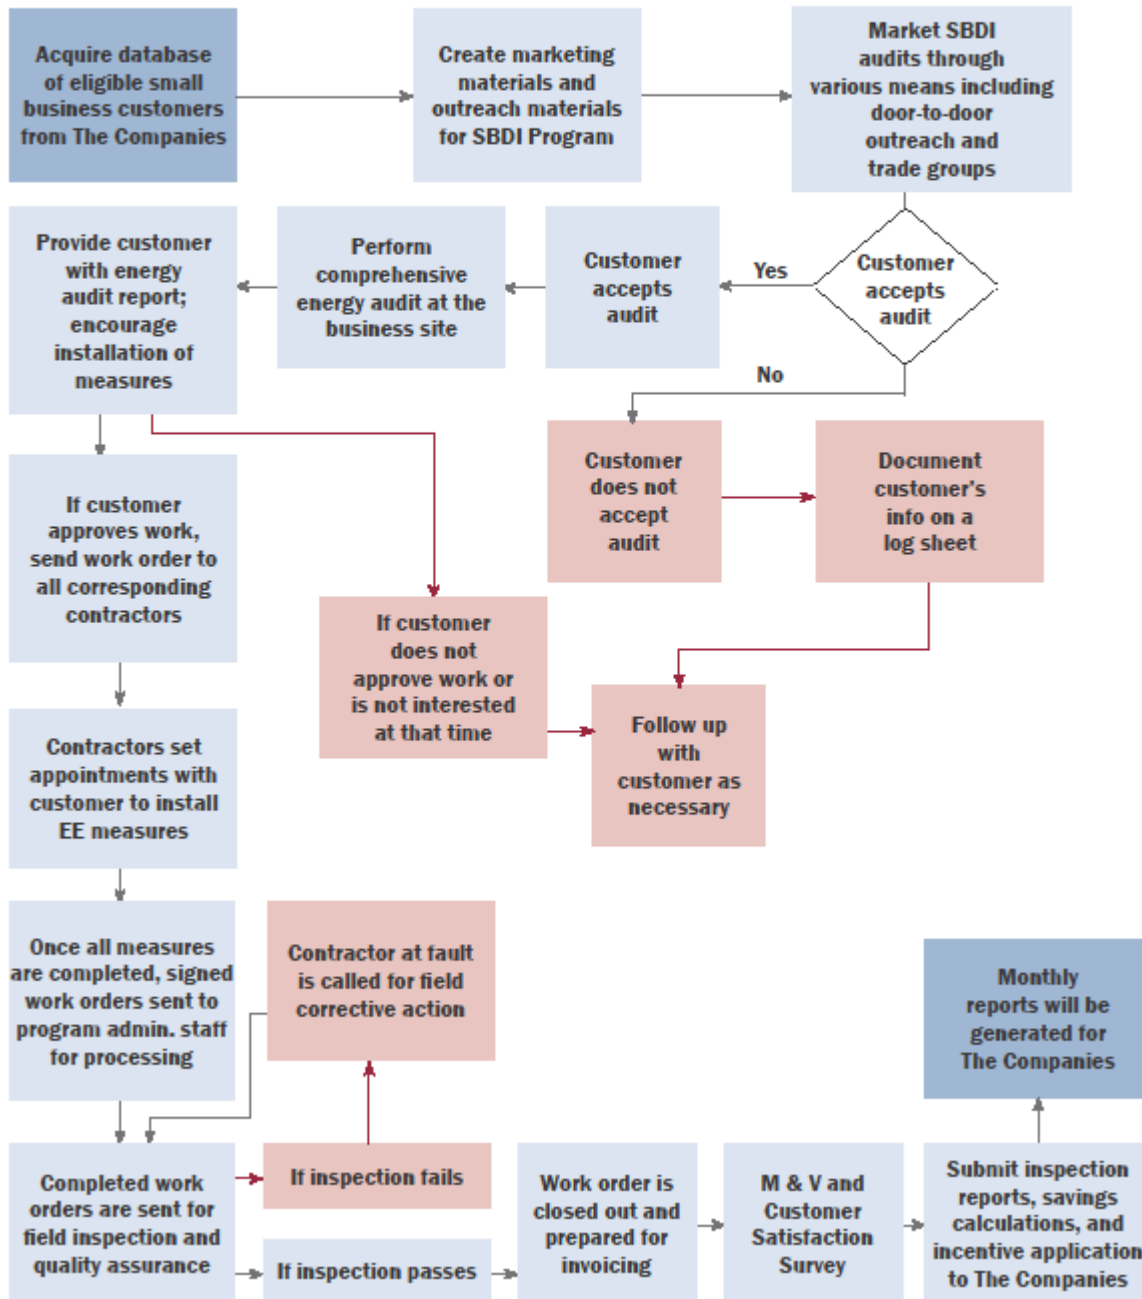 Acquire database
of eligible small
business customers
from The Companies
Create marketing
materials and
outreach materials
for SBDI Program
Market SBDI
audits through
various means including
door-to-door
outreach and
trade groups
Customer
accepts
audit
Yes
No
Customer
accepts
audit
Perform
comprehensive
energy audit at the
business site
Provide customer
with energy
audit report;
encourage
installation of
measures
Customer
does not
accept
audit
Document
customer's
info on a
log sheet
If customer
approves work,
send work order to
all corresponding
contractors
If customer
does not
approve work or
is not interested
at that time
Follow up
with
customer as
necessary
Contractors set
appointments with
customer to install
EE measures
Once all measures
are completed, signed
work orders sent to
program admin. staff
for processing
Contractor at fault
is called for field
corrective action
Completed work
orders are sent for
field inspection and
quality assurance
If inspection fails
If inspection passes
Work order is
closed out and
prepared for
invoicing
M & V and
Customer
Satisfaction
Survey
Submit inspection
reports, savings
calculations, and
incentive application
to The Companies
Monthly
reports will be
generated for
The Companies